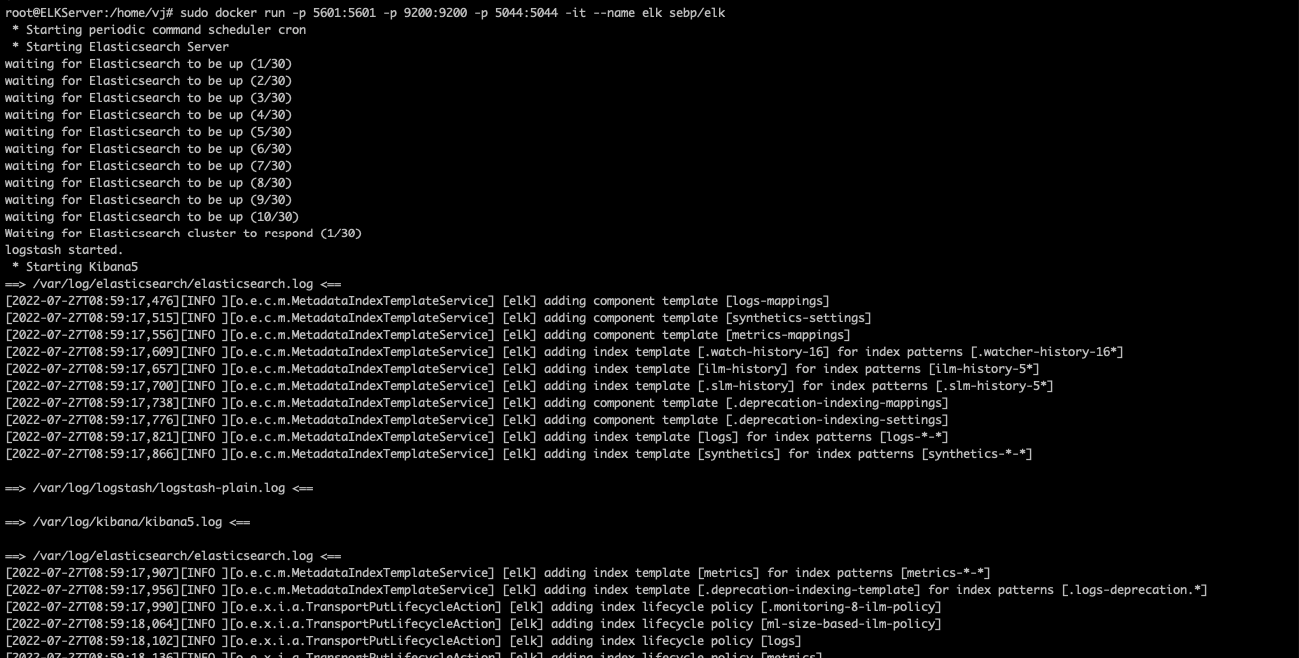 root@ELKServer:/home/vj# sudo docker run -p 5601:5601 -p 9200:9200 -p 5044:5044 -it --name elk sebp/elk
 * Starting periodic command scheduler cron
 * Starting Elasticsearch Server
waiting for Elasticsearch to be up (1/30)
waiting for Elasticsearch to be up (2/30)
waiting for Elasticsearch to be up (3/30)
waiting for Elasticsearch to be up (4/30)
waiting for Elasticsearch to be up (5/30)
waiting for Elasticsearch to be up (6/30)
waiting for Elasticsearch to be up (7/30)
waiting for Elasticsearch to be up (8/30)
waiting for Elasticsearch to be up (9/30)
waiting for Elasticsearch to be up (10/30)
Waiting for Elasticsearch cluster to respond (1/30)
logstash started.
 * Starting Kibana5
==> /var/log/elasticsearch/elasticsearch.log <==
[2022-07-27T08:59:17,476][INFO ][o.e.c.m.MetadataIndexTemplateService] [elk] adding component template [logs-mappings]
[2022-07-27T08:59:17,515][INFO ][o.e.c.m.MetadataIndexTemplateService] [elk] adding component template [synthetics-settings]
[2022-07-27T08:59:17,556][INFO ][o.e.c.m.MetadataIndexTemplateService] [elk] adding component template [metrics-mappings]
[2022-07-27T08:59:17,609][INFO ][o.e.c.m.MetadataIndexTemplateService] [elk] adding index template [.watch-history-16] for index patterns [.watcher-history-16*]
[2022-07-27T08:59:17,657][INFO ][o.e.c.m.MetadataIndexTemplateService] [elk] adding index template [ilm-history] for index patterns [ilm-history-5*]
[2022-07-27T08:59:17,700][INFO ][o.e.c.m.MetadataIndexTemplateService] [elk] adding index template [.slm-history] for index patterns [.slm-history-5*]
[2022-07-27T08:59:17,738][INFO ][o.e.c.m.MetadataIndexTemplateService] [elk] adding component template [.deprecation-indexing-mappings]
[2022-07-27T08:59:17,776][INFO ][o.e.c.m.MetadataIndexTemplateService] [elk] adding component template [.deprecation-indexing-settings]
[2022-07-27T08:59:17,821][INFO ][o.e.c.m.MetadataIndexTemplateService] [elk] adding index template [logs] for index patterns [logs-*-*]
[2022-07-27T08:59:17,866][INFO ][o.e.c.m.MetadataIndexTemplateService] [elk] adding index template [synthetics] for index patterns [synthetics-*-*]

==> /var/log/logstash/logstash-plain.log <==

==> /var/log/kibana/kibana5.log <==

==> /var/log/elasticsearch/elasticsearch.log <==
[2022-07-27T08:59:17,907][INFO ][o.e.c.m.MetadataIndexTemplateService] [elk] adding index template [metrics] for index patterns [metrics-*-*]
[2022-07-27T08:59:17,956][INFO ][o.e.c.m.MetadataIndexTemplateService] [elk] adding index template [.deprecation-indexing-template] for index patterns [.logs-deprecation.*]
[2022-07-27T08:59:17,990][INFO ][o.e.x.i.a.TransportPutLifecycleAction] [elk] adding index lifecycle policy [.monitoring-8-ilm-policy]
[2022-07-27T08:59:18,064][INFO ][o.e.x.i.a.TransportPutLifecycleAction] [elk] adding index lifecycle policy [ml-size-based-ilm-policy]
[2022-07-27T08:59:18,102][INFO ][o.e.x.i.a.TransportPutLifecycleAction] [elk] adding index lifecycle policy [logs]
[2022-07-27T08:59:18,136][INFO ][o.e.x.i.a.TransportPutLifecycleAction] [elk] adding index lifecycle policy [metrics]